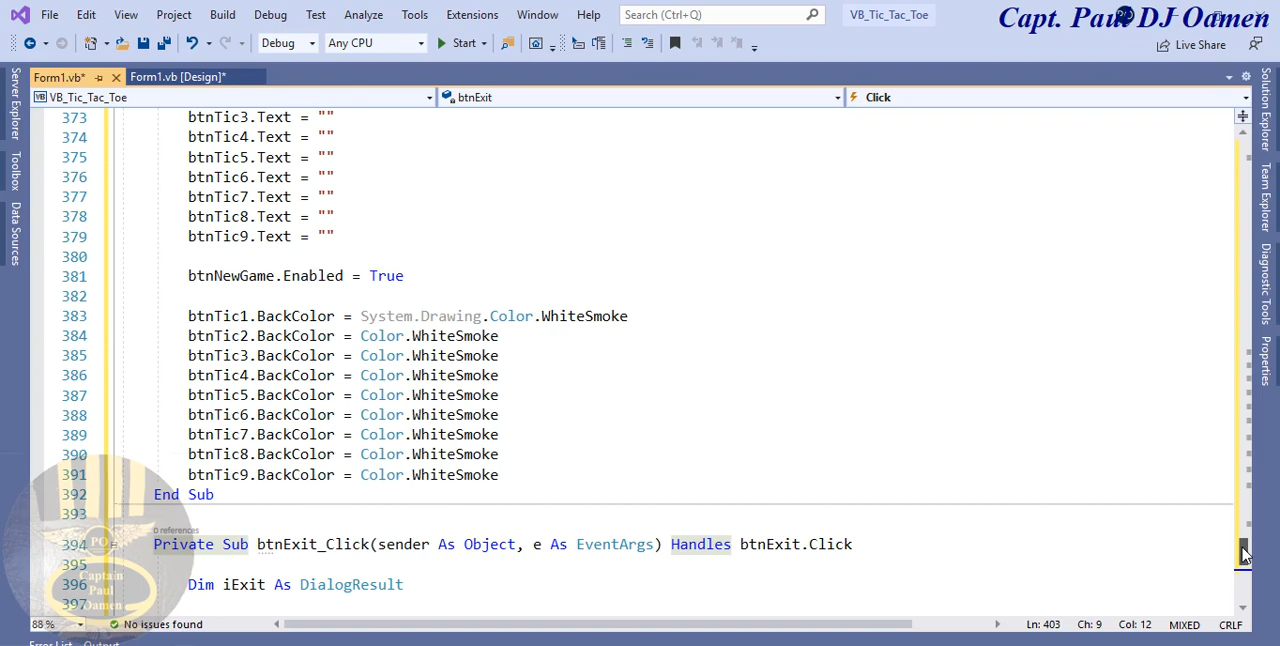 File Edit View Project Build Debug Test Analyze Tools Extensions Window Help Search (Ctrl+Q) VB_Tic_Tac_Toe
Capt. Paul DJ Oamen
Debug Any CPU Start Live Share
Form1.vb* Form1.vb [Design]*
VB_Tic_Tac_Toe btnExit Click
373 btnTic3.Text = ""
374 btnTic4.Text = ""
375 btnTic5.Text = ""
376 btnTic6.Text = ""
377 btnTic7.Text = ""
378 btnTic8.Text = ""
379 btnTic9.Text = ""
380
381 btnNewGame.Enabled = True
382
383 btnTic1.BackColor = System.Drawing.Color.WhiteSmoke
384 btnTic2.BackColor = Color.WhiteSmoke
385 btnTic3.BackColor = Color.WhiteSmoke
386 btnTic4.BackColor = Color.WhiteSmoke
387 btnTic5.BackColor = Color.WhiteSmoke
388 btnTic6.BackColor = Color.WhiteSmoke
389 btnTic7.BackColor = Color.WhiteSmoke
390 btnTic8.BackColor = Color.WhiteSmoke
391 btnTic9.BackColor = Color.WhiteSmoke
392 End Sub
393
0 references
394 Private Sub btnExit_Click(sender As Object, e As EventArgs) Handles btnExit.Click
395
396 Dim iExit As DialogResult
397
88 % No issues found Ln: 403 Ch: 9 Col: 12 MIXED CRLF
Error List Output
Server Explorer
Toolbox
Data Sources
Solution Explorer
Team Explorer
Diagnostic Tools
Properties
PO
Captain
Paul
Oamen